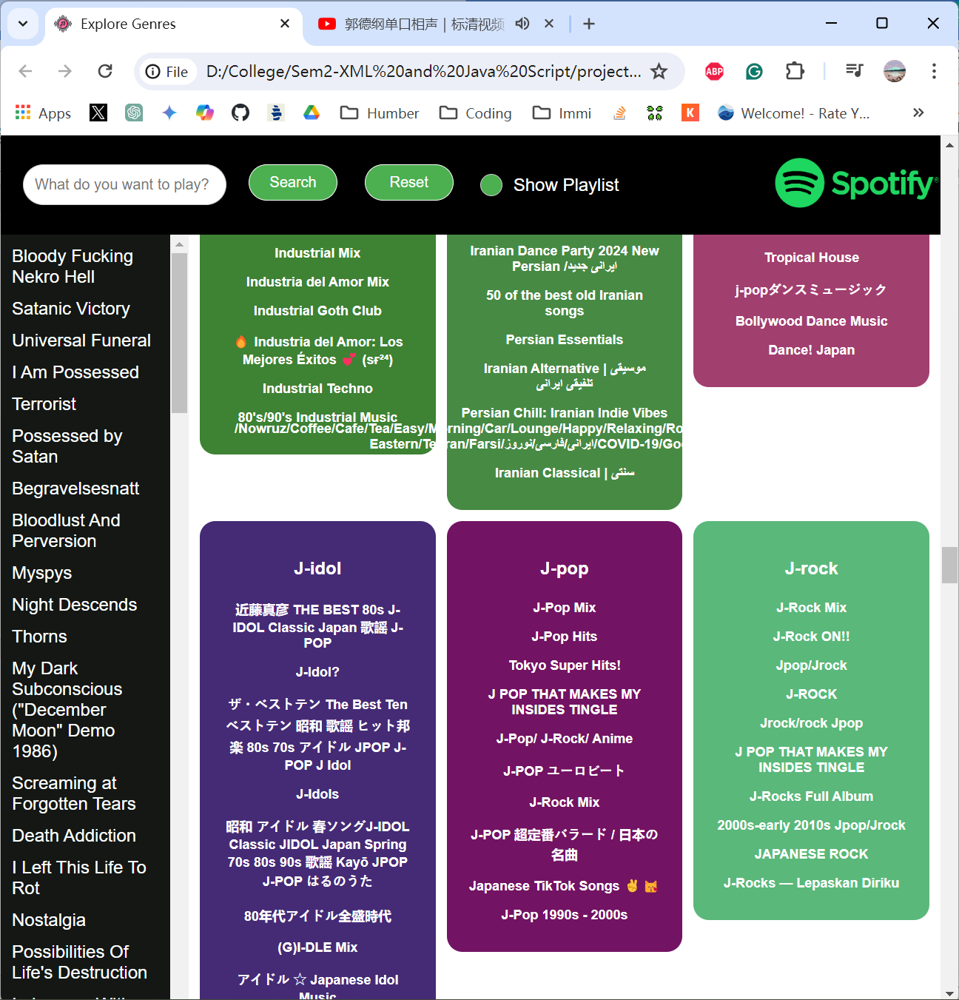 Explore Genres
郭德纲单口相声 | 标清视频
File
D:/College/Sem2-XML%20and%20Java%20Script/project...
ABP
Apps
Humber
Coding
Immi
K
Welcome! - Rate Y...
What do you want to play?
Search
Reset
Show Playlist
Spotify®
Bloody Fucking
Nekro Hell
Satanic Victory
Universal Funeral
I Am Possessed
Terrorist
Possessed by
Satan
Begravelsesnatt
Bloodlust And
Perversion
Myspys
Night Descends
Thorns
My Dark
Subconscious
("December
Moon" Demo
1986)
Screaming at
Forgotten Tears
Death Addiction
I Left This Life To
Rot
Nostalgia
Possibilities Of
Life's Destruction
Industrial Mix
Industria del Amor Mix
Industrial Goth Club
🔥 Industria del Amor: Los
Mejores Éxitos 💕 (sɍ²⁴)
Industrial Techno
80's/90's Industrial Music
Iranian Dance Party 2024 New
Persian /ایرانی جدید
50 of the best old Iranian
songs
Persian Essentials
Iranian Alternative | موسیقی
تلفیقی ایرانی
Persian Chill: Iranian Indie Vibes
/Nowruz/Coffee/Cafe/Tea/Easy/Morning/Car/Lounge/Happy/Relaxing/Ro
Eastern/Tehran/Farsi/ایرانی/فارسی/نوروز/COVID-19/Goo
Iranian Classical | سنتی
Tropical House
j-popダンスミュージック
Bollywood Dance Music
Dance! Japan
J-idol
近藤真彦 THE BEST 80s J-
IDOL Classic Japan 歌謡 J-
POP
J-Idol?
ザ・ベストテン The Best Ten
ベストテン 昭和 歌謡 ヒット邦
楽 80s 70s アイドル JPOP J-
POP J Idol
J-Idols
昭和 アイドル 春ソングJ-IDOL
Classic JIDOL Japan Spring
70s 80s 90s 歌謡 Kayō JPOP
J-POP はるのうた
80年代アイドル全盛時代
(G)I-DLE Mix
アイドル ☆ Japanese Idol
Music
J-pop
J-Pop Mix
J-Pop Hits
Tokyo Super Hits!
J POP THAT MAKES MY
INSIDES TINGLE
J-Pop/ J-Rock/ Anime
J-POP ユーロビート
J-Rock Mix
J-POP 超定番バラード / 日本の
名曲
Japanese TikTok Songs ✌️ 😼
J-Pop 1990s - 2000s
J-rock
J-Rock Mix
J-Rock ON!!
Jpop/Jrock
J-ROCK
Jrock/rock Jpop
J POP THAT MAKES MY
INSIDES TINGLE
J-Rocks Full Album
2000s-early 2010s Jpop/Jrock
JAPANESE ROCK
J-Rocks — Lepaskan Diriku